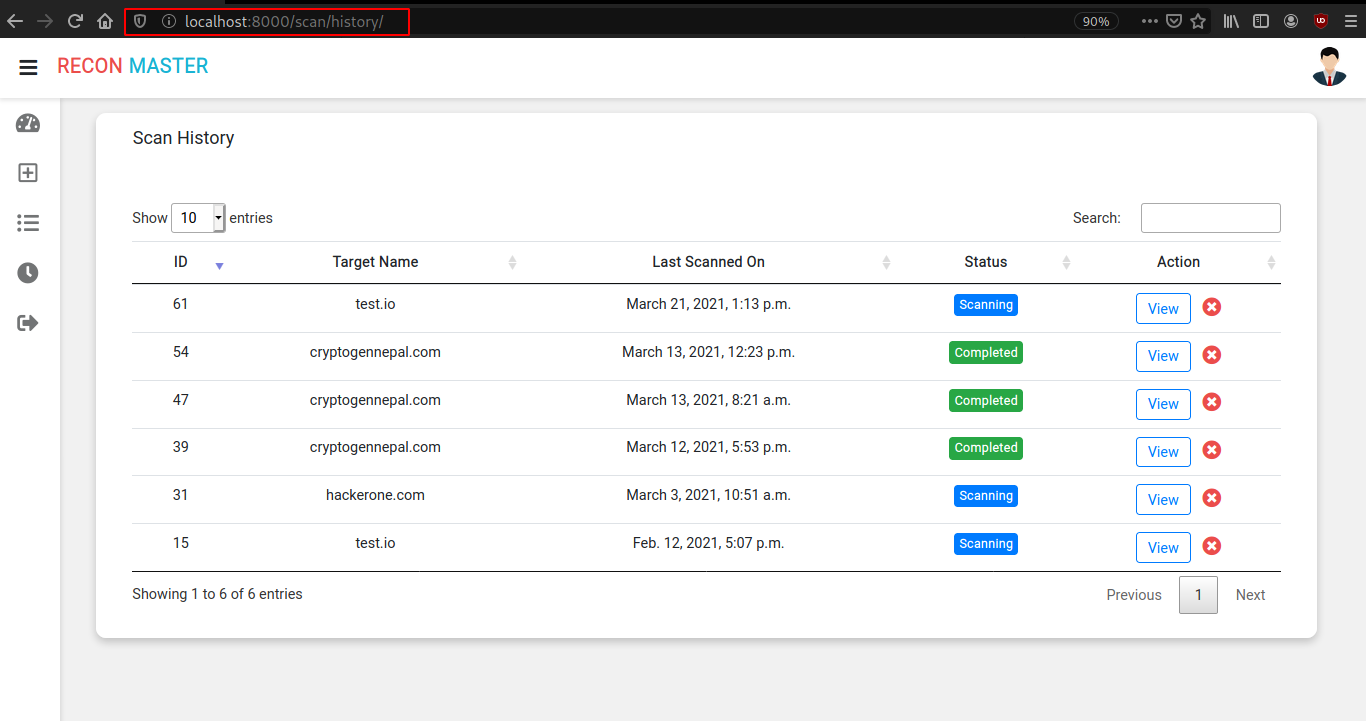 localhost:8000/scan/history/ 90%
RECON MASTER
Scan History
Show 10 entries Search:
ID Target Name Last Scanned On Status Action
61 test.io March 21, 2021, 1:13 p.m. Scanning View
54 cryptogennepal.com March 13, 2021, 12:23 p.m. Completed View
47 cryptogennepal.com March 13, 2021, 8:21 a.m. Completed View
39 cryptogennepal.com March 12, 2021, 5:53 p.m. Completed View
31 hackerone.com March 3, 2021, 10:51 a.m. Scanning View
15 test.io Feb. 12, 2021, 5:07 p.m. Scanning View
Showing 1 to 6 of 6 entries Previous 1 Next